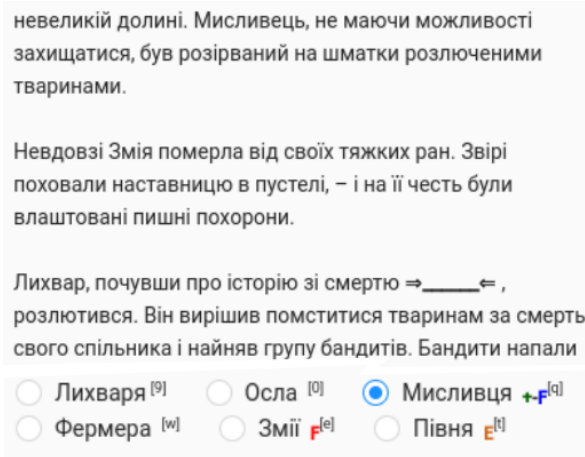 невеликій долині. Мисливець, не маючи можливості
захищатися, був розірваний на шматки розлюченими
тваринами.
Невдовзі Змія померла від своїх тяжких ран. Звірі
поховали наставницю в пустелі, – і на її честь були
влаштовані пишні похорони.
Лихвар, почувши про історію зі смертю ⇒______⇐ ,
розлютився. Він вирішив помститися тваринам за смерть
свого спільника і найняв групу бандитів. Бандити напали
Лихваря [9] Осла [0] Мисливця +-F[q]
Фермера [w] Змії F[e] Півня E[t]